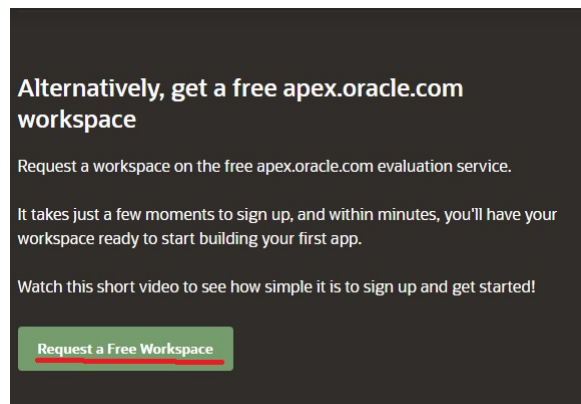 Alternatively, get a free apex.oracle.com
workspace
Request a workspace on the free apex.oracle.com evaluation service.
It takes just a few moments to sign up, and within minutes, you'll have your
workspace ready to start building your first app.
Watch this short video to see how simple it is to sign up and get started!
Request a Free Workspace